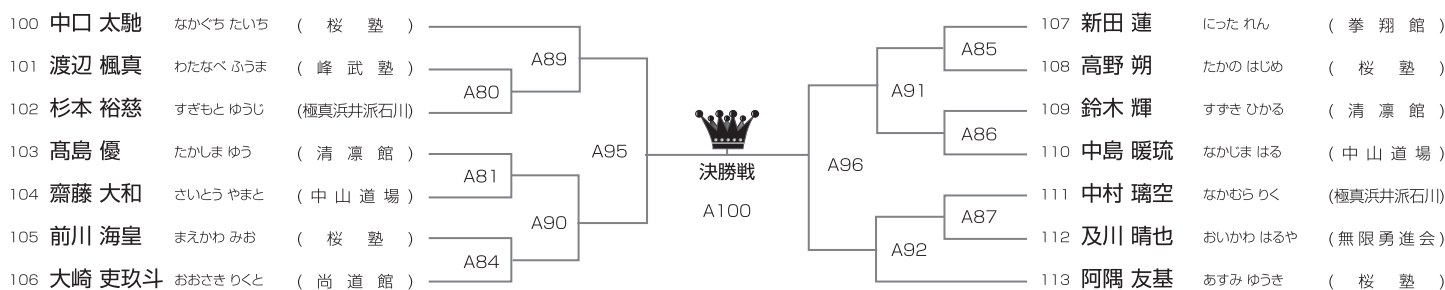 100 中口 太馳 なかぐち たいち ( 桜 塾 )
101 渡辺 楓真 わたなべ ふうま ( 峰 武 塾 )
102 杉本 裕慈 すぎもと ゆうじ (極真浜井派石川)
103 髙島 優 たかしま ゆう ( 清 凛 館 )
104 齋藤 大和 さいとう やまと ( 中 山 道 場 )
105 前川 海皇 まえかわ みお ( 桜 塾 )
106 大崎 吏玖斗 おおさき りくと ( 尚 道 館 )
A89
A80
A95
A81
A90
A84
決勝戦
A100
A85
A91
A86
A96
A87
A92
107 新田 蓮 にった れん ( 拳 翔 館 )
108 高野 朔 たかの はじめ ( 桜 塾 )
109 鈴木 輝 すずき ひかる ( 清 凛 館 )
110 中島 暖琉 なかじま はる ( 中 山 道 場 )
111 中村 璃空 なかむら りく (極真浜井派石川)
112 及川 晴也 おいかわ はるや ( 無 限 勇 進 会 )
113 阿隅 友基 あすみ ゆうき ( 桜 塾 )